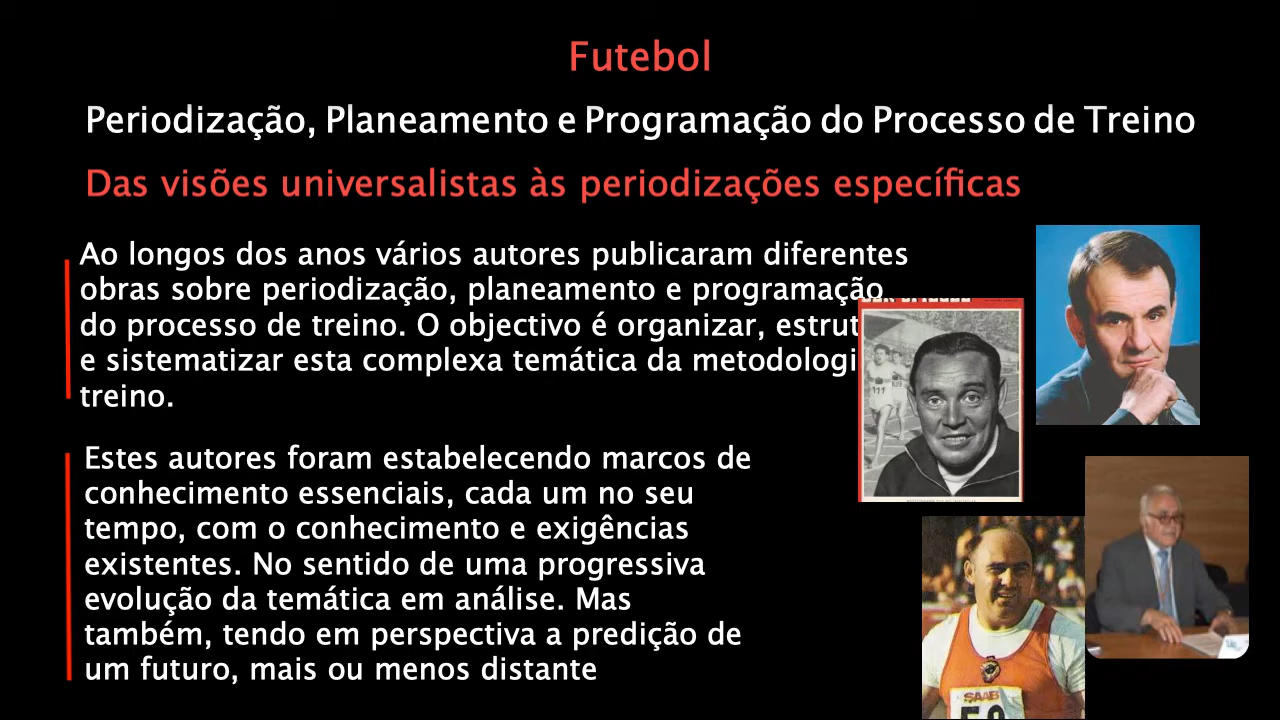 Futebol
Periodização, Planeamento e Programação do Processo de Treino
Das visões universalistas às periodizações específicas
Ao longos dos anos vários autores publicaram diferentes
obras sobre periodização, planeamento e programação
do processo de treino. O objectivo é organizar, estrut
e sistematizar esta complexa temática da metodologi
treino.
Estes autores foram estabelecendo marcos de
conhecimento essenciais, cada um no seu
tempo, com o conhecimento e exigências
existentes. No sentido de uma progressiva
evolução da temática em análise. Mas
também, tendo em perspectiva a predição de
um futuro, mais ou menos distante
111
SAAB